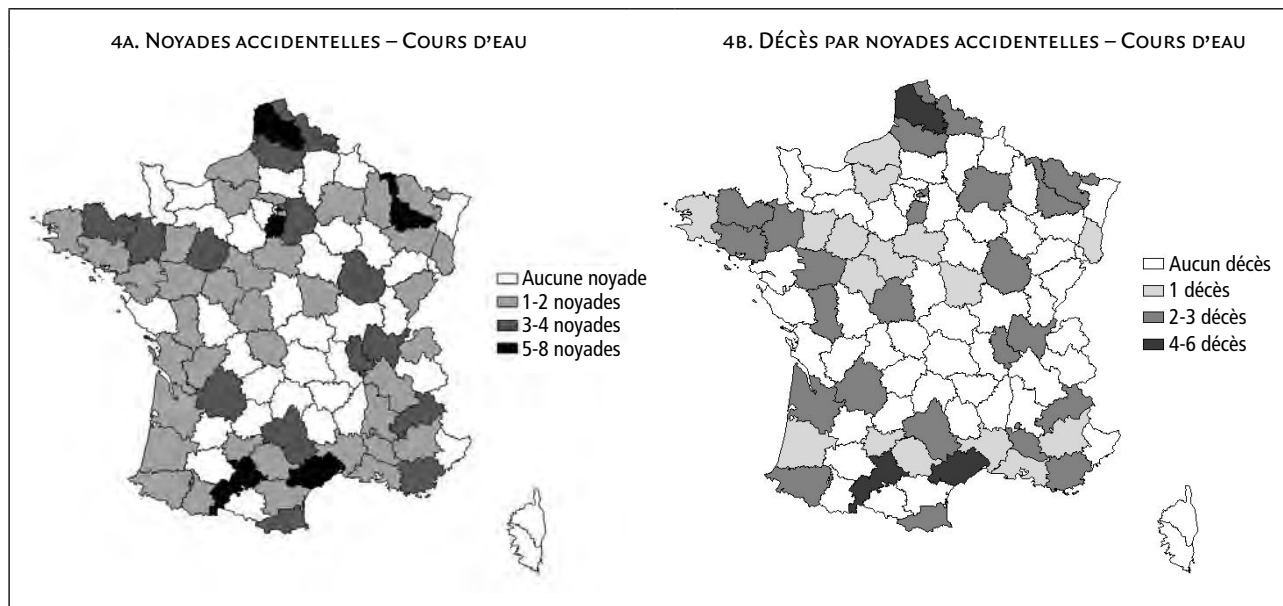 4A. Noyades accidentelles – Cours d'eau
Aucune noyade
1-2 noyades
3-4 noyades
5-8 noyades
4B. Décès par noyades accidentelles – Cours d'eau
Aucun décès
1 décès
2-3 décès
4-6 décès